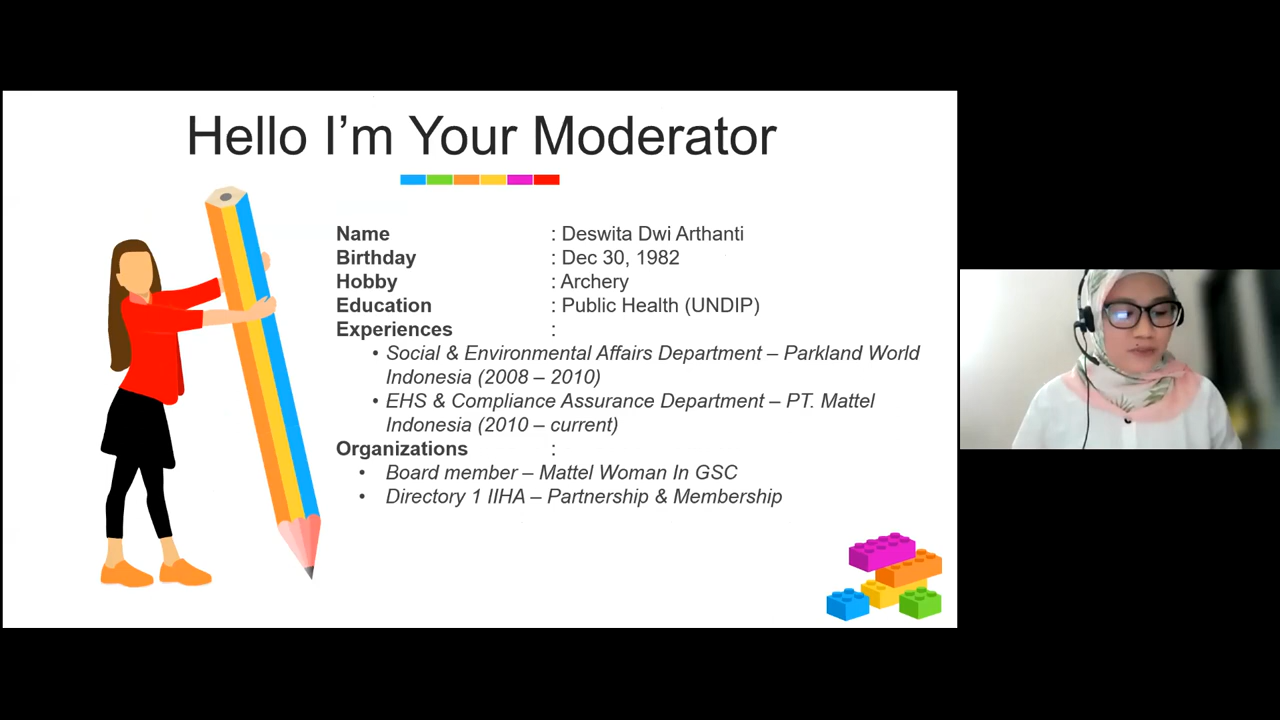 Hello I'm Your Moderator
Name : Deswita Dwi Arthanti
Birthday : Dec 30, 1982
Hobby : Archery
Education : Public Health (UNDIP)
Experiences :
• Social & Environmental Affairs Department – Parkland World
Indonesia (2008 – 2010)
• EHS & Compliance Assurance Department – PT. Mattel
Indonesia (2010 – current)
Organizations :
• Board member – Mattel Woman In GSC
• Directory 1 IIHA – Partnership & Membership